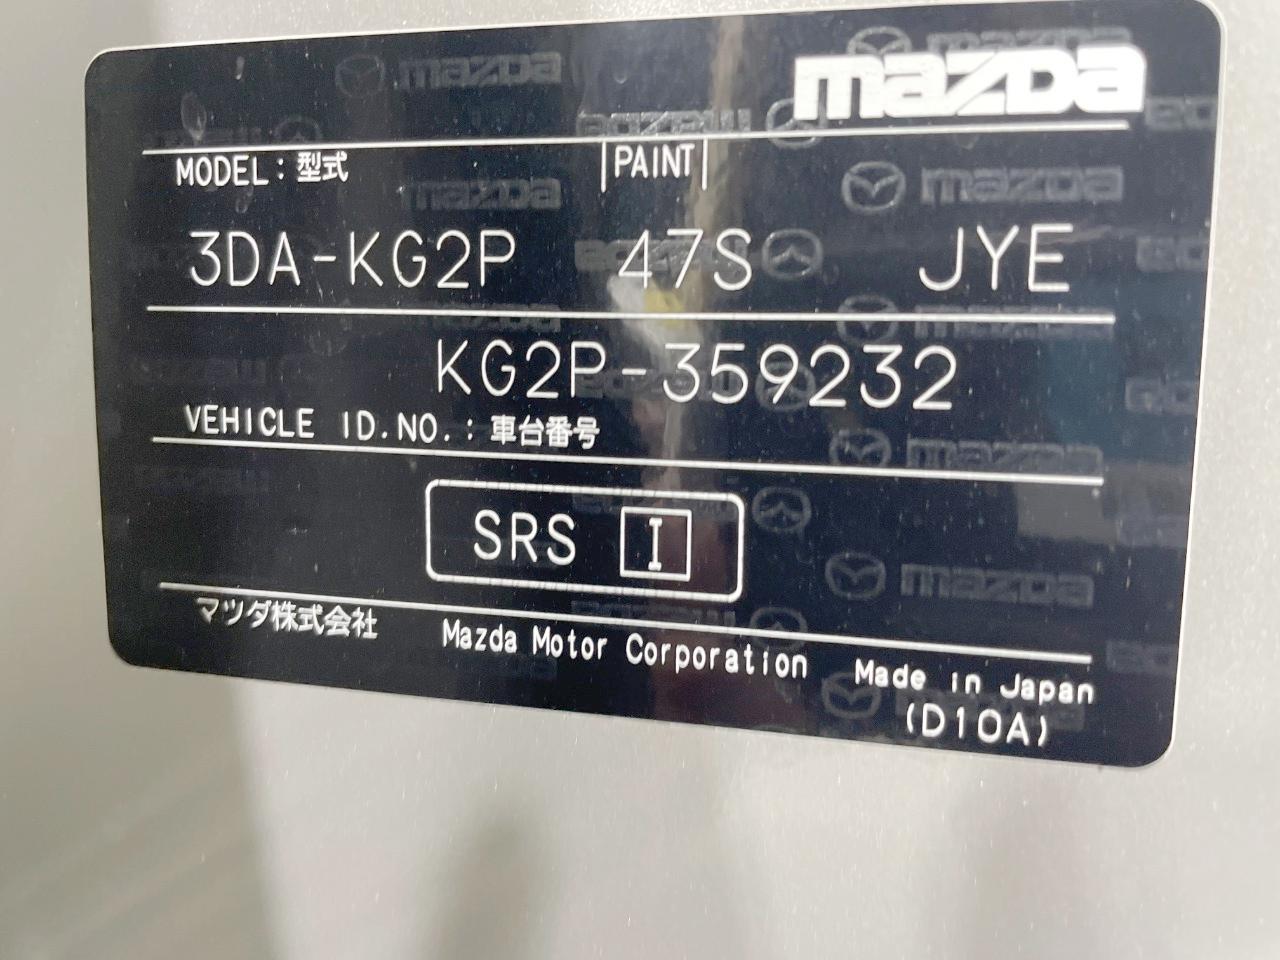 mazda
MODEL：型式 PAINT
3DA-KG2P 47S JYE
KG2P-359232
VEHICLE ID.NO.：車台番号
SRS I
マツダ株式会社 Mazda Motor Corporation Made in Japan
(D10A)